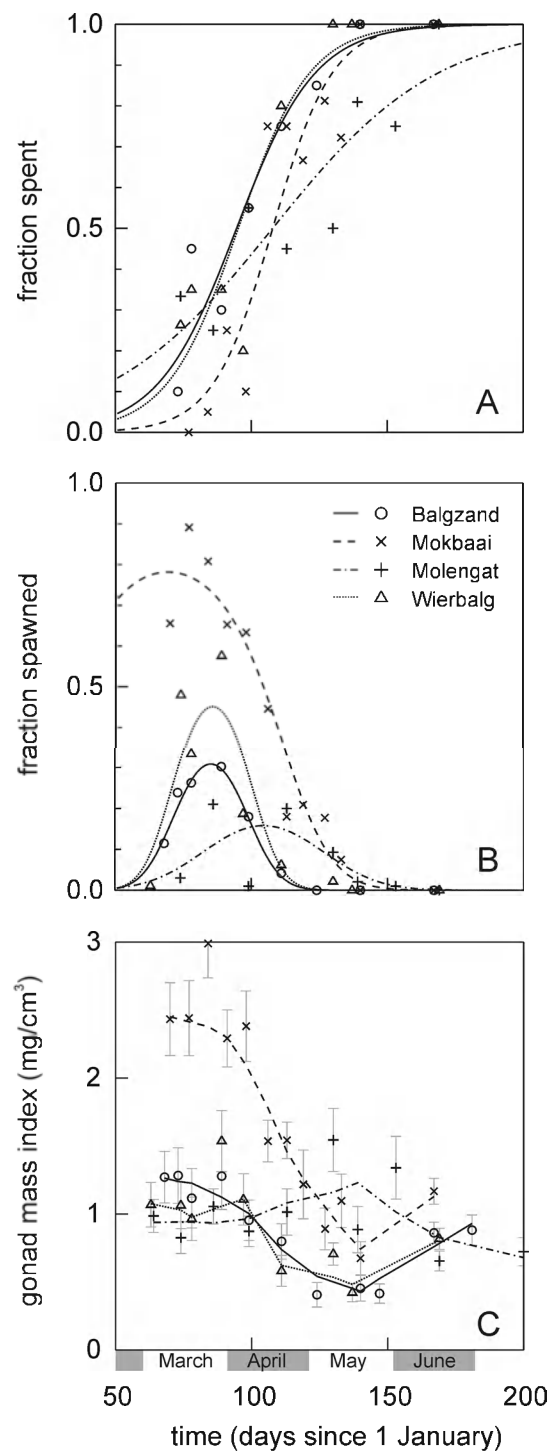 1.0
0.5
0.0
fraction spent
A
1.0
0.5
0.0
fraction spawned
Balgzand
Mokbaai
Molengat
Wierbalg
B
3
2
1
0
gonad mass index (mg/cm³)
C
March April May June
50 100 150 200
time (days since 1 January)